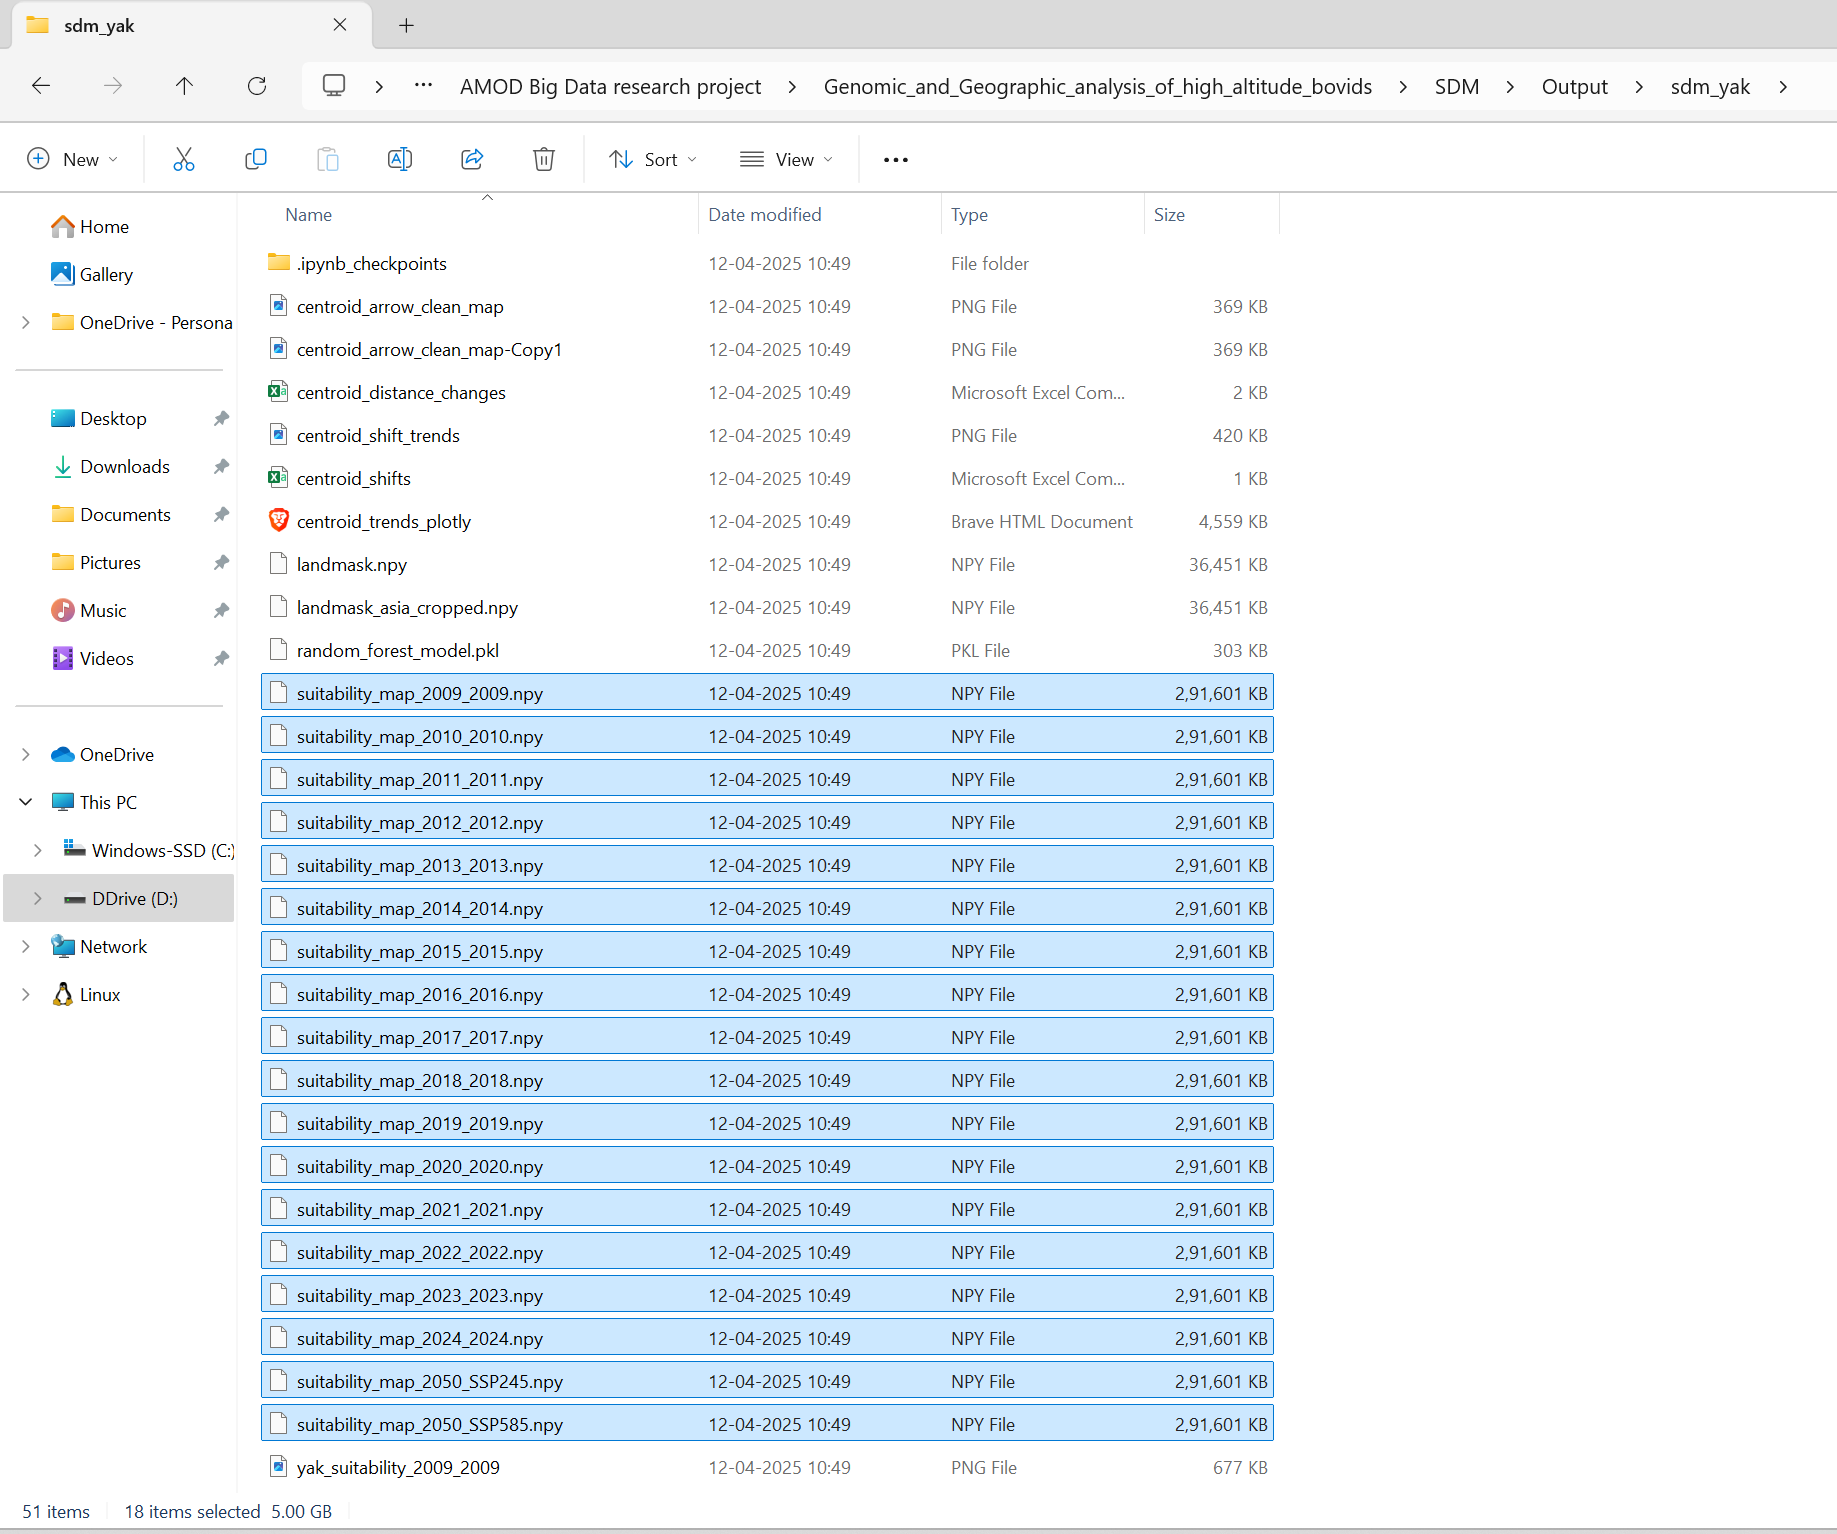 sdm_yak
AMOD Big Data research project > Genomic_and_Geographic_analysis_of_high_altitude_bovids > SDM > Output > sdm_yak >
New Sort View
Name Date modified Type Size
Home
Gallery
OneDrive - Persona
Desktop
Downloads
Documents
Pictures
Music
Videos
OneDrive
This PC
Windows-SSD (C:)
DDrive (D:)
Network
Linux
.ipynb_checkpoints 12-04-2025 10:49 File folder
centroid_arrow_clean_map 12-04-2025 10:49 PNG File 369 KB
centroid_arrow_clean_map-Copy1 12-04-2025 10:49 PNG File 369 KB
centroid_distance_changes 12-04-2025 10:49 Microsoft Excel Com... 2 KB
centroid_shift_trends 12-04-2025 10:49 PNG File 420 KB
centroid_shifts 12-04-2025 10:49 Microsoft Excel Com... 1 KB
centroid_trends_plotly 12-04-2025 10:49 Brave HTML Document 4,559 KB
landmask.npy 12-04-2025 10:49 NPY File 36,451 KB
landmask_asia_cropped.npy 12-04-2025 10:49 NPY File 36,451 KB
random_forest_model.pkl 12-04-2025 10:49 PKL File 303 KB
suitability_map_2009_2009.npy 12-04-2025 10:49 NPY File 2,91,601 KB
suitability_map_2010_2010.npy 12-04-2025 10:49 NPY File 2,91,601 KB
suitability_map_2011_2011.npy 12-04-2025 10:49 NPY File 2,91,601 KB
suitability_map_2012_2012.npy 12-04-2025 10:49 NPY File 2,91,601 KB
suitability_map_2013_2013.npy 12-04-2025 10:49 NPY File 2,91,601 KB
suitability_map_2014_2014.npy 12-04-2025 10:49 NPY File 2,91,601 KB
suitability_map_2015_2015.npy 12-04-2025 10:49 NPY File 2,91,601 KB
suitability_map_2016_2016.npy 12-04-2025 10:49 NPY File 2,91,601 KB
suitability_map_2017_2017.npy 12-04-2025 10:49 NPY File 2,91,601 KB
suitability_map_2018_2018.npy 12-04-2025 10:49 NPY File 2,91,601 KB
suitability_map_2019_2019.npy 12-04-2025 10:49 NPY File 2,91,601 KB
suitability_map_2020_2020.npy 12-04-2025 10:49 NPY File 2,91,601 KB
suitability_map_2021_2021.npy 12-04-2025 10:49 NPY File 2,91,601 KB
suitability_map_2022_2022.npy 12-04-2025 10:49 NPY File 2,91,601 KB
suitability_map_2023_2023.npy 12-04-2025 10:49 NPY File 2,91,601 KB
suitability_map_2024_2024.npy 12-04-2025 10:49 NPY File 2,91,601 KB
suitability_map_2050_SSP245.npy 12-04-2025 10:49 NPY File 2,91,601 KB
suitability_map_2050_SSP585.npy 12-04-2025 10:49 NPY File 2,91,601 KB
yak_suitability_2009_2009 12-04-2025 10:49 PNG File 677 KB
51 items 18 items selected 5.00 GB